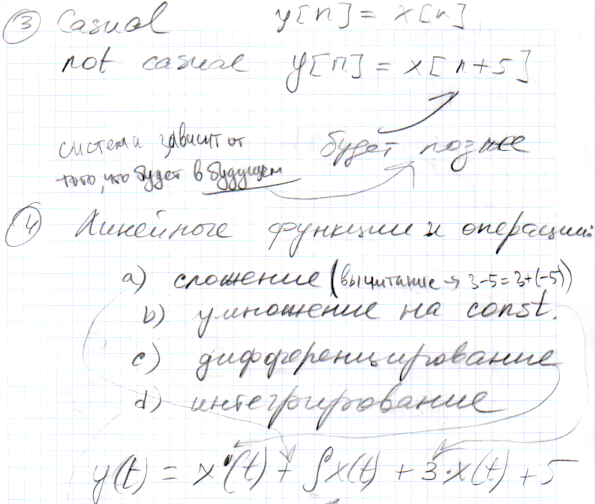 ③ Casual y[n] = x[n]
not casual y[n] = x[n+5]
система зависит от будет позже
того, что будет в будущем
④ Линейные функции и операции:
a) сложение (вычитание → 3-5=3+(-5))
b) умножение на const.
c) дифференцирование
d) интегрирование
y(t) = x'(t) + ∫x(t) + 3·x(t) + 5